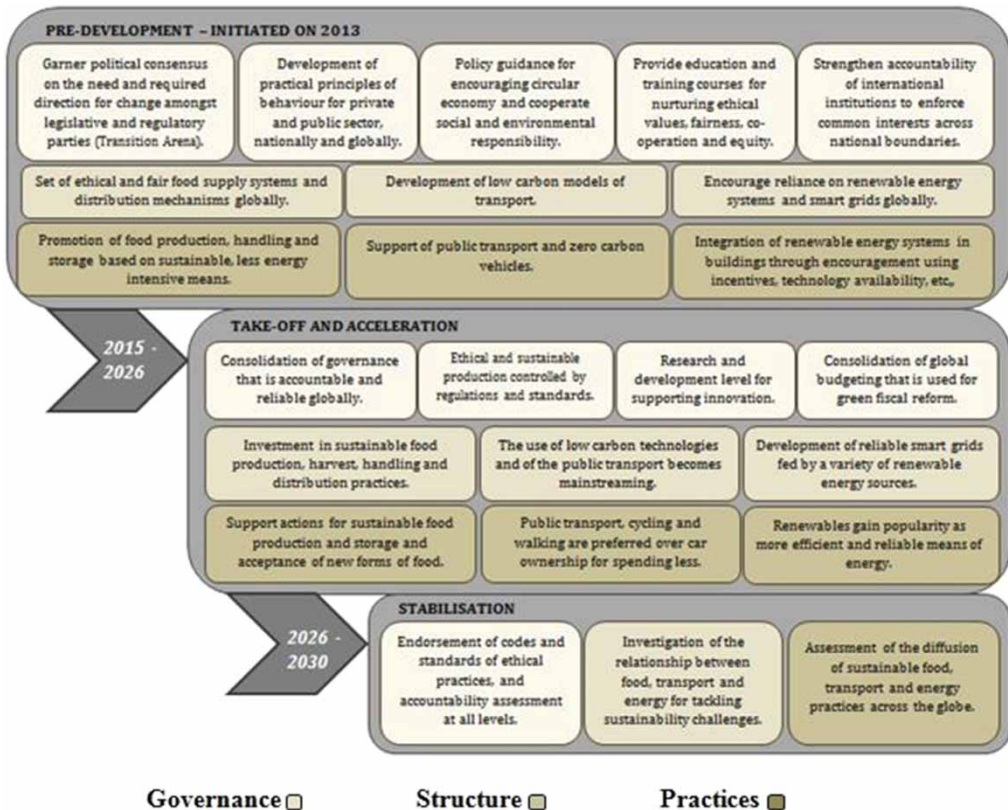 PRE-DEVELOPMENT – INITIATED ON 2013
Garner political consensus
on the need and required
direction for change amongst
legislative and regulatory
parties (Transition Arena).
Development of
practical principles of
behaviour for private
and public sector,
nationally and globally.
Policy guidance for
encouraging circular
economy and cooperate
social and environmental
responsibility.
Provide education and
training courses for
nurturing ethical
values, fairness, co-
operation and equity.
Strengthen accountability
of international
institutions to enforce
common interests across
national boundaries.
Set of ethical and fair food supply systems and
distribution mechanisms globally.
Development of low carbon models of
transport.
Encourage reliance on renewable energy
systems and smart grids globally.
Promotion of food production, handling and
storage based on sustainable, less energy
intensive means.
Support of public transport and zero carbon
vehicles.
Integration of renewable energy systems in
buildings through encouragement using
incentives, technology availability, etc.,
2015 -
2026
TAKE-OFF AND ACCELERATION
Consolidation of governance
that is accountable and
reliable globally.
Ethical and sustainable
production controlled by
regulations and standards.
Research and
development level for
supporting innovation.
Consolidation of global
budgeting that is used for
green fiscal reform.
Investment in sustainable food
production, harvest, handling and
distribution practices.
The use of low carbon technologies
and of the public transport becomes
mainstreaming.
Development of reliable smart grids
fed by a variety of renewable
energy sources.
Support actions for sustainable food
production and storage and
acceptance of new forms of food.
Public transport, cycling and
walking are preferred over car
ownership for spending less.
Renewables gain popularity as
more efficient and reliable means of
energy.
2026 -
2030
STABILISATION
Endorsement of codes and
standards of ethical
practices, and
accountability assessment
at all levels.
Investigation of the
relationship between
food, transport and
energy for tackling
sustainability challenges.
Assessment of the diffusion
of sustainable food,
transport and energy
practices across the globe.
Governance
Structure
Practices